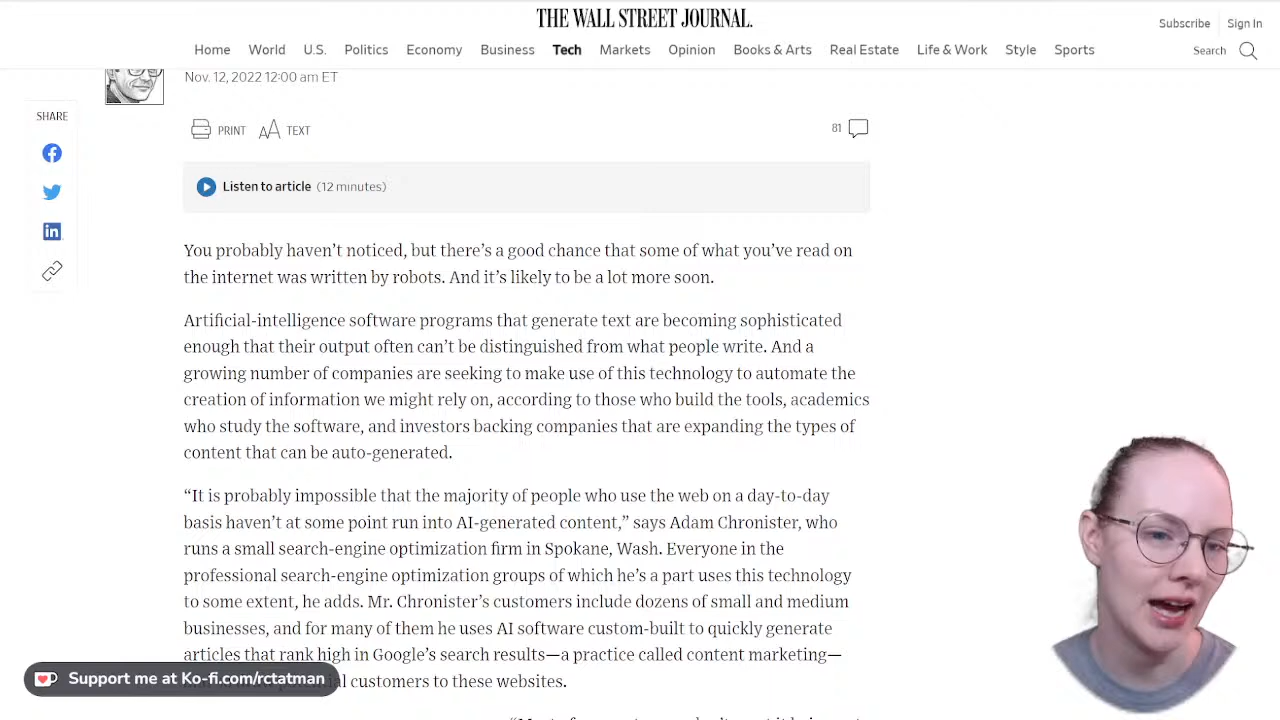 THE WALL STREET JOURNAL.
Subscribe Sign In
Home World U.S. Politics Economy Business Tech Markets Opinion Books & Arts Real Estate Life & Work Style Sports
Search
Nov. 12, 2022 12:00 am ET
SHARE
PRINT TEXT
81
Listen to article (12 minutes)
You probably haven’t noticed, but there’s a good chance that some of what you’ve read on
the internet was written by robots. And it’s likely to be a lot more soon.
Artificial-intelligence software programs that generate text are becoming sophisticated
enough that their output often can’t be distinguished from what people write. And a
growing number of companies are seeking to make use of this technology to automate the
creation of information we might rely on, according to those who build the tools, academics
who study the software, and investors backing companies that are expanding the types of
content that can be auto-generated.
“It is probably impossible that the majority of people who use the web on a day-to-day
basis haven’t at some point run into AI-generated content,” says Adam Chronister, who
runs a small search-engine optimization firm in Spokane, Wash. Everyone in the
professional search-engine optimization groups of which he’s a part uses this technology
to some extent, he adds. Mr. Chronister’s customers include dozens of small and medium
businesses, and for many of them he uses AI software custom-built to quickly generate
articles that rank high in Google’s search results—a practice called content marketing—
customers to these websites.
Support me at Ko-fi.com/rctatman